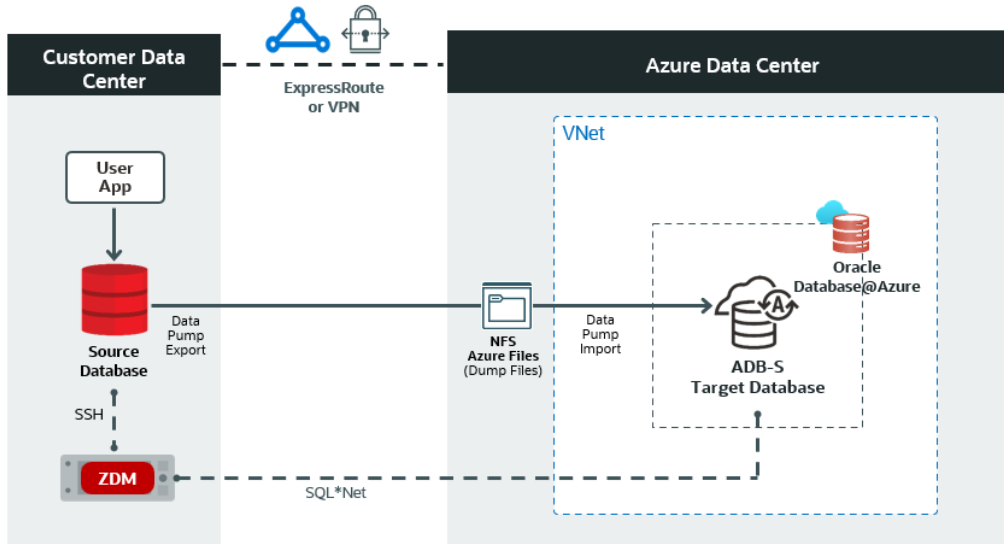 Customer Data
Center
ExpressRoute
or VPN
Azure Data Center
VNet
User
App
Oracle
Database@Azure
A
Data
Pump
Export
NFS
Azure Files
(Dump Files)
Data
Pump
Import
Source
Database
ADB-S
Target Database
SSH
ZDM
SQL*Net